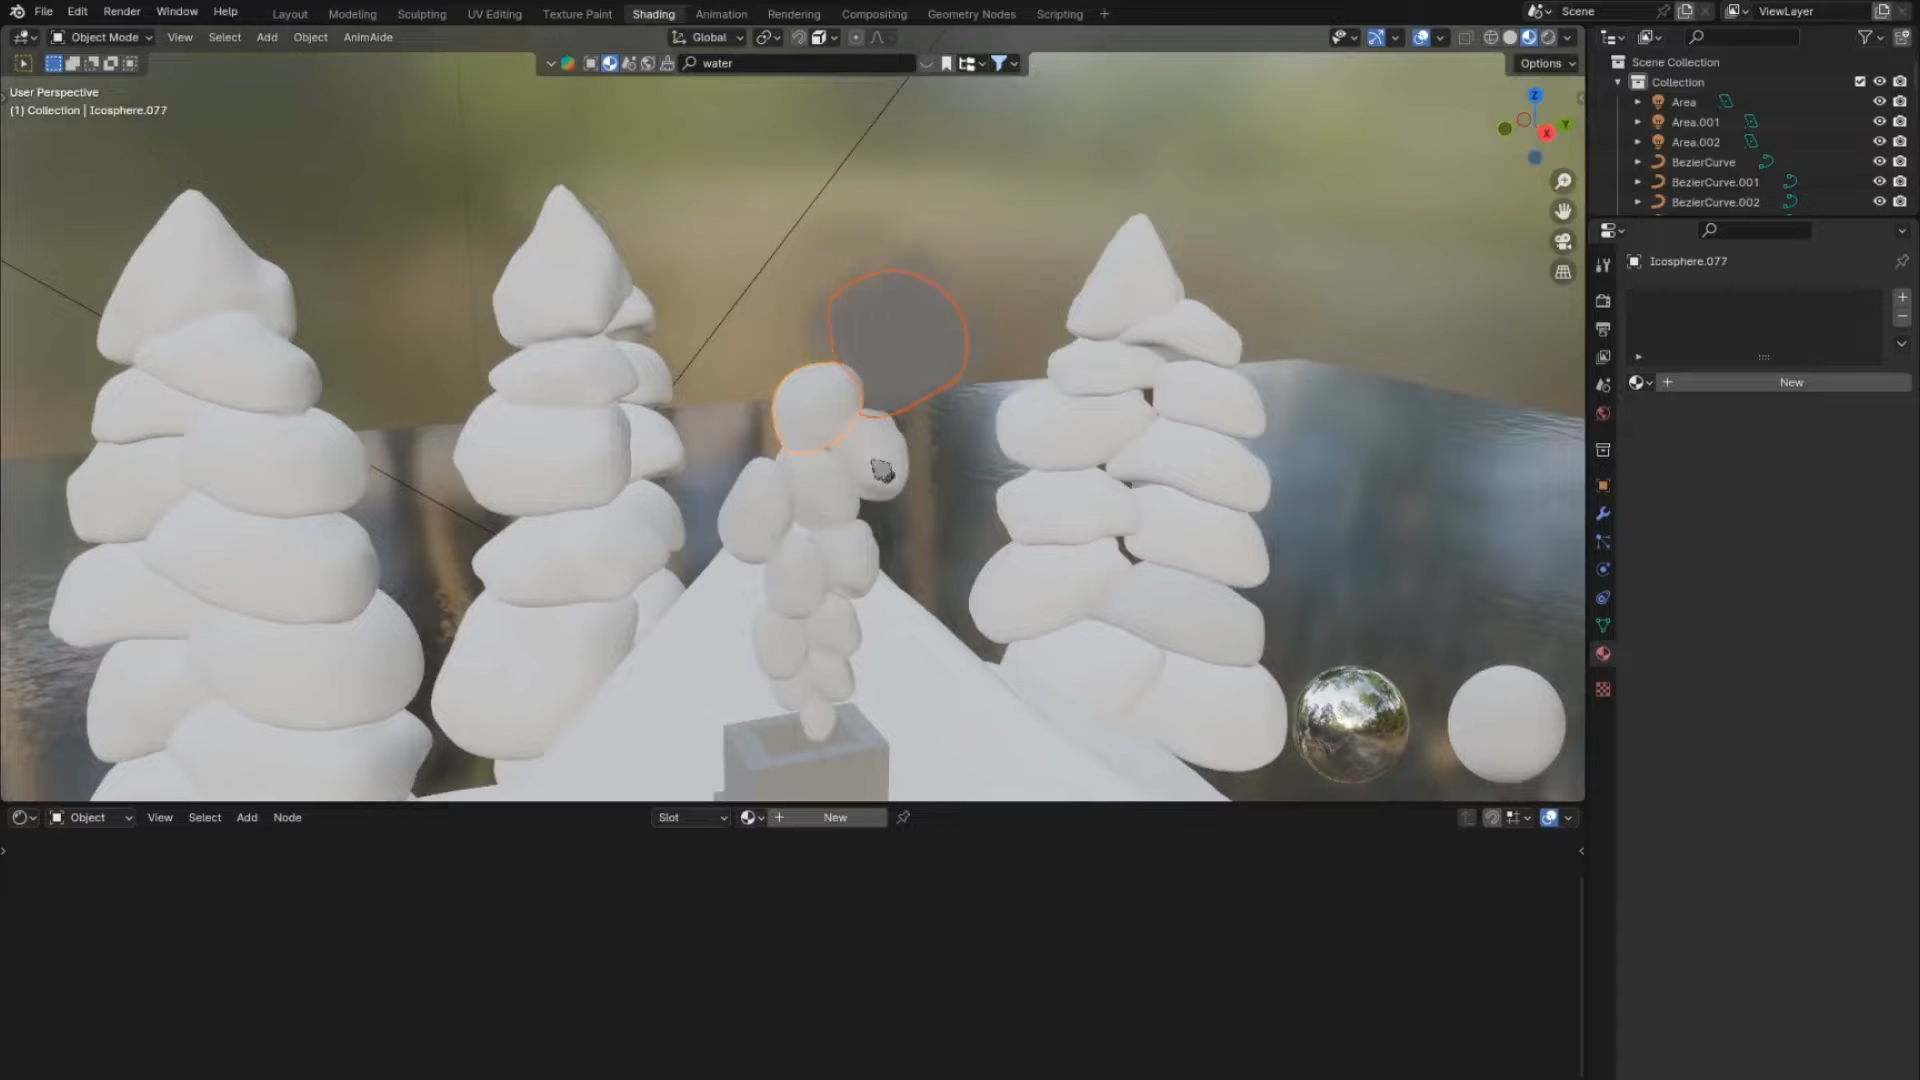 File Edit Render Window Help Layout Modeling Sculpting UV Editing Texture Paint Shading Animation Rendering Compositing Geometry Nodes Scripting + Scene ViewLayer
Object Mode View Select Add Object AnimAide Global
water Options
User Perspective
(1) Collection | Icosphere.077
Z
Y
X
Scene Collection
Collection
Area
Area.001
Area.002
BezierCurve
BezierCurve.001
BezierCurve.002
Icosphere.077
+ New
Object View Select Add Node Slot + New